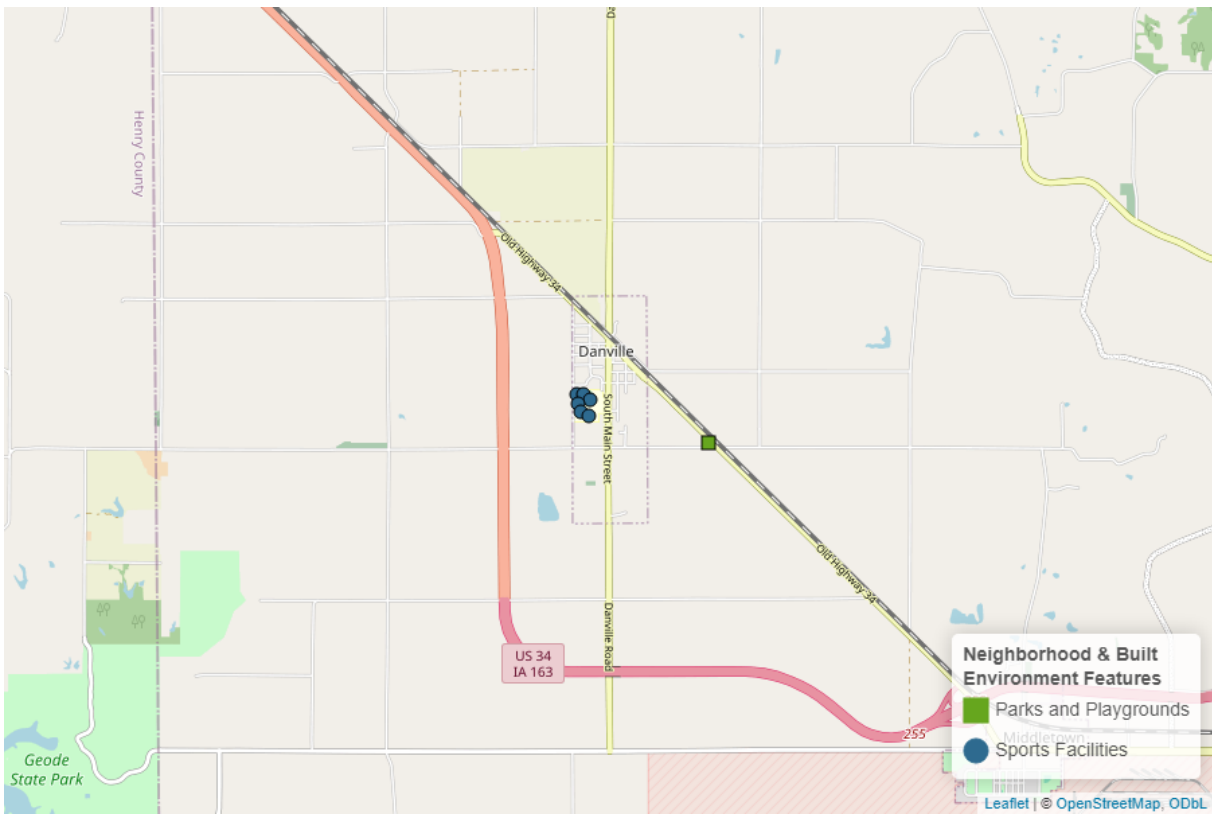 ed
Henry County
Old Highway 34
Danville
South Main Street
Old Highway 34
Danville Road
US 34
IA 163
255
Geode
State Park
Middletown
Neighborhood & Built
Environment Features
Parks and Playgrounds
Sports Facilities
Leaflet | © OpenStreetMap, ODbL